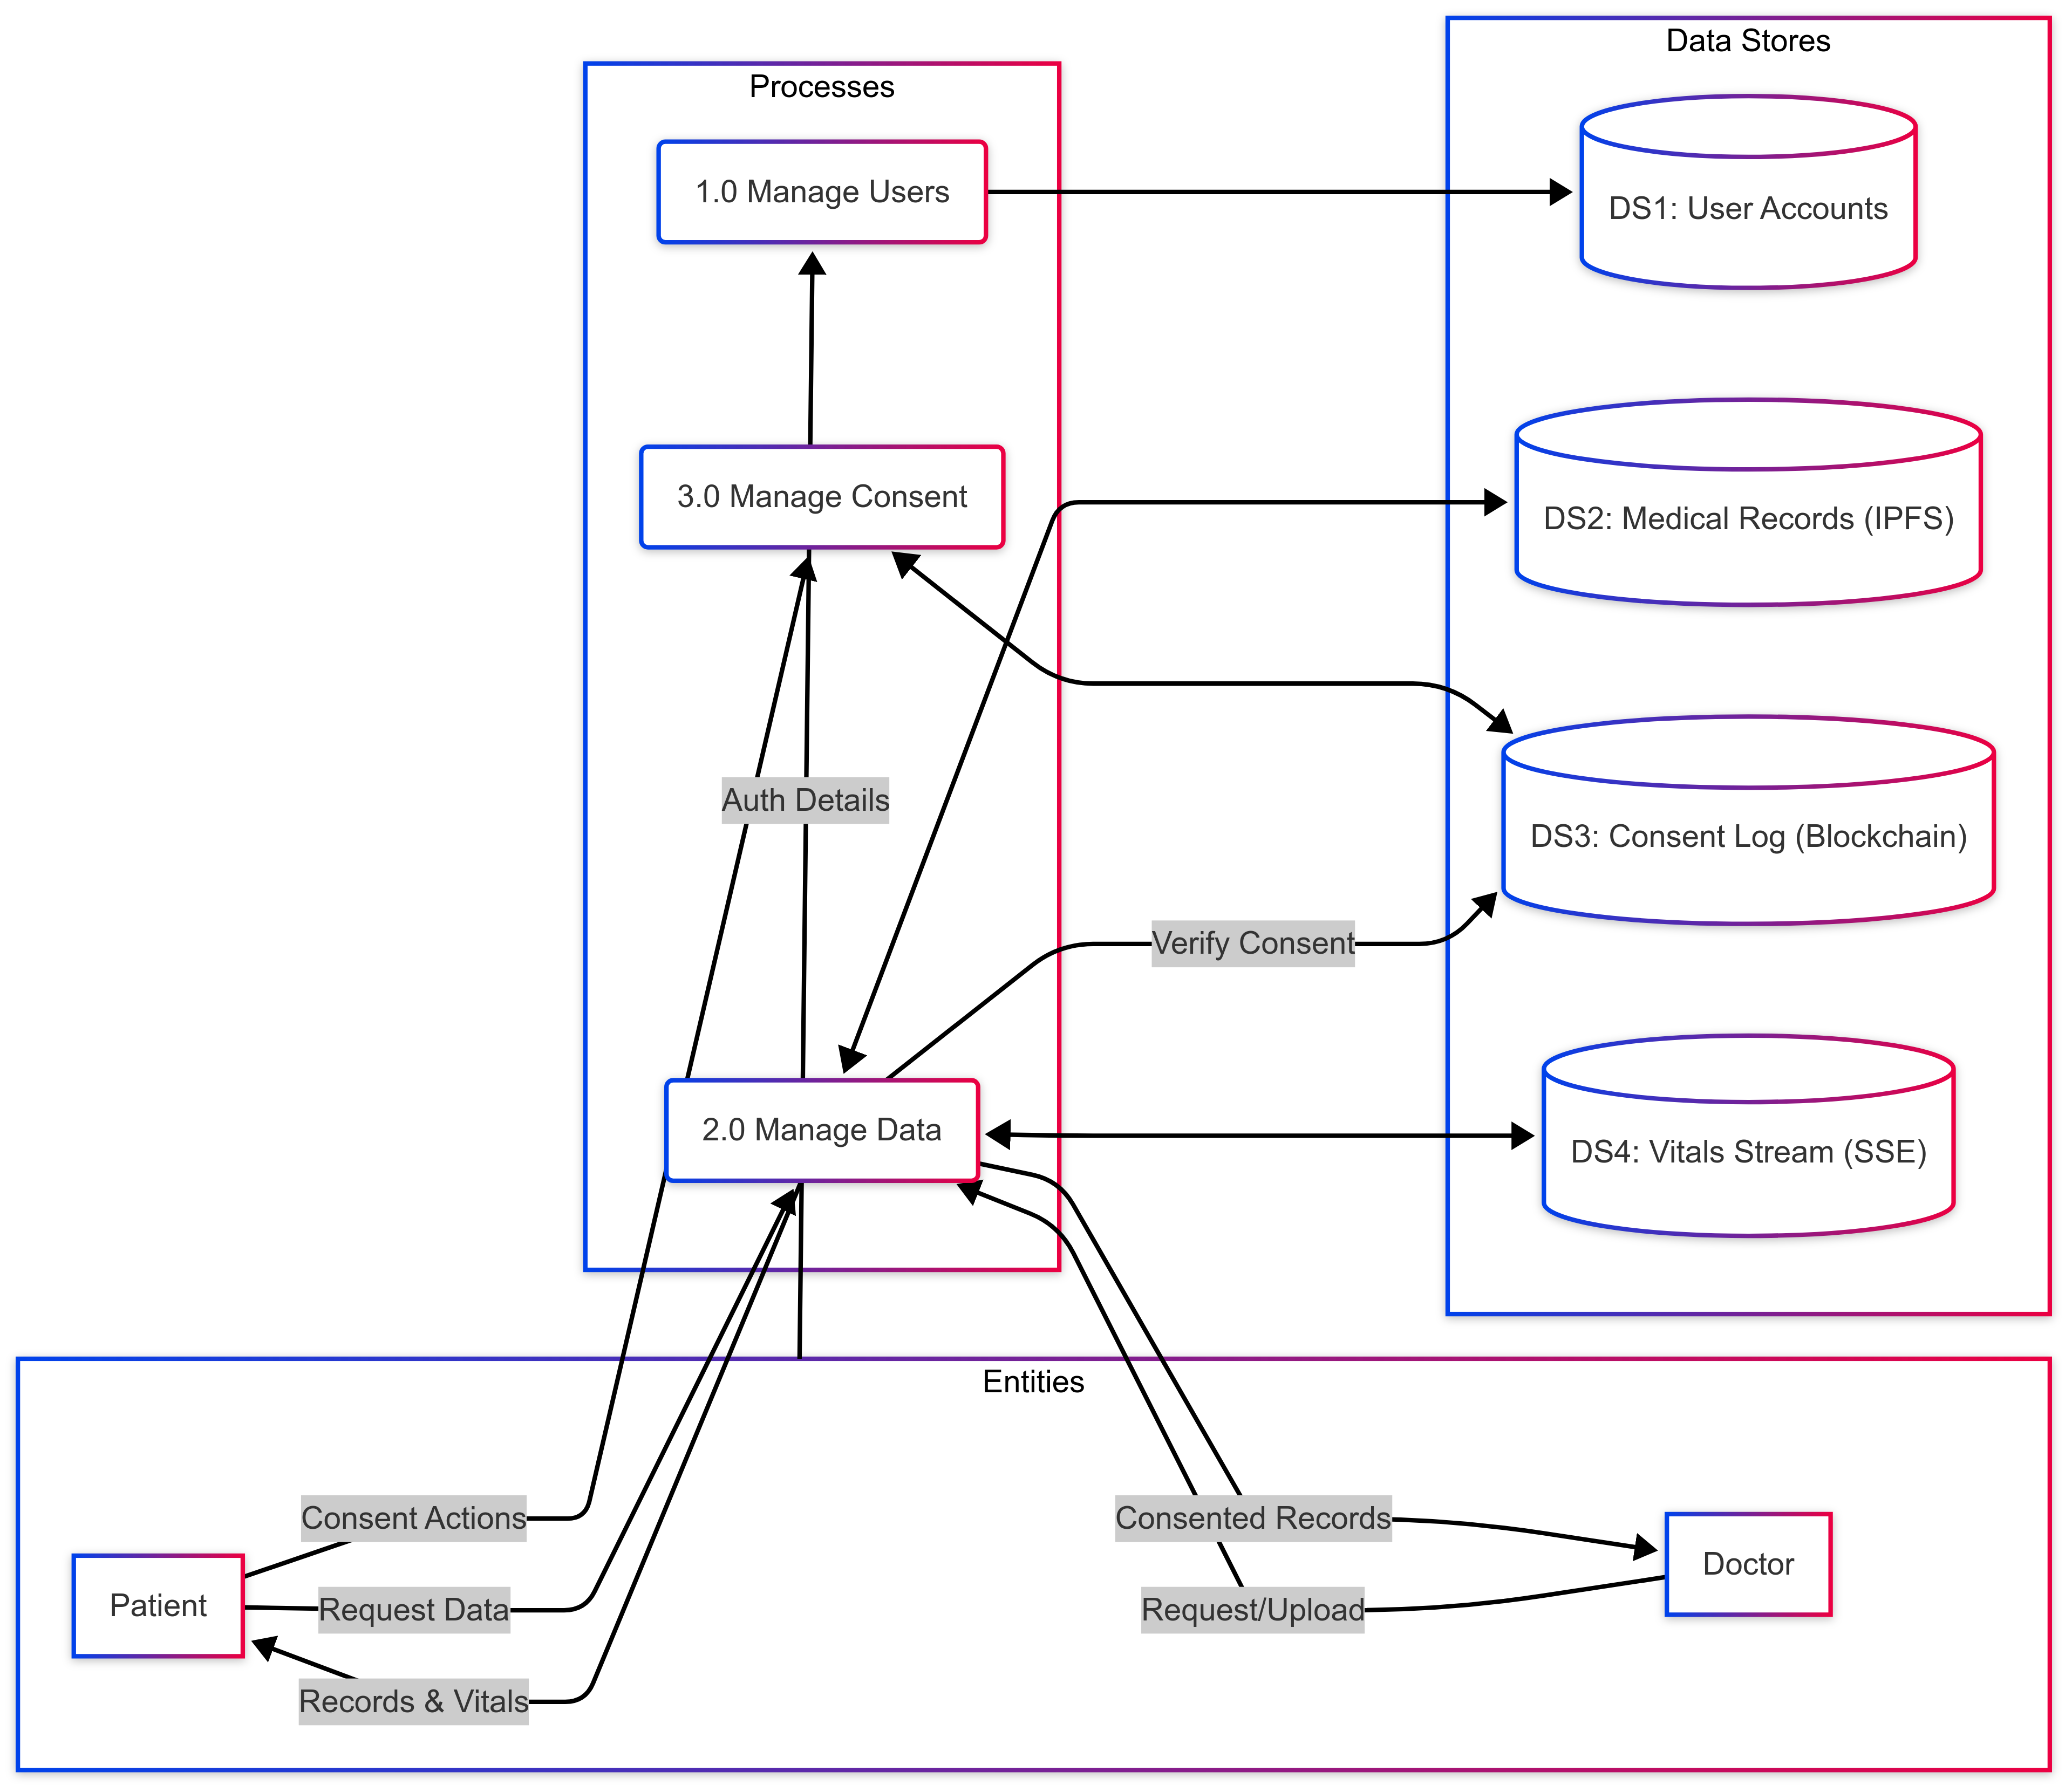 Data Stores
Processes
1.0 Manage Users
DS1: User Accounts
3.0 Manage Consent
DS2: Medical Records (IPFS)
Auth Details
DS3: Consent Log (Blockchain)
Verify Consent
2.0 Manage Data
DS4: Vitals Stream (SSE)
Entities
Consent Actions
Consented Records
Doctor
Patient
Request Data
Request/Upload
Records & Vitals